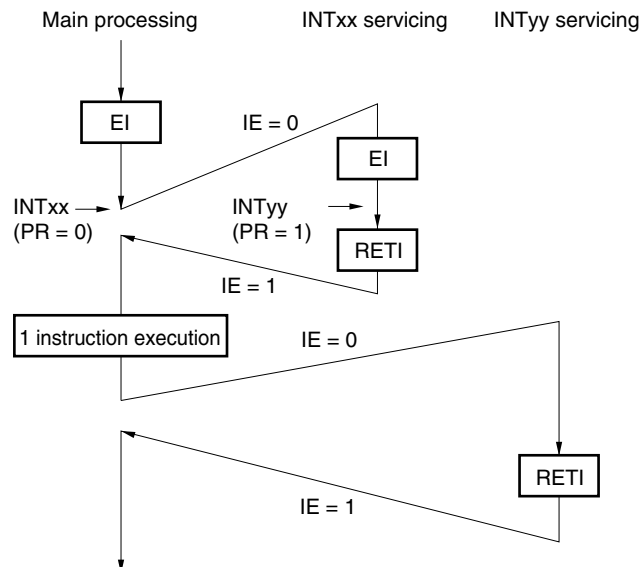 Main processing
INTxx servicing
INTyy servicing
EI
IE = 0
EI
INTxx
(PR = 0)
INTyy
(PR = 1)
RETI
IE = 1
1 instruction execution
IE = 0
RETI
IE = 1